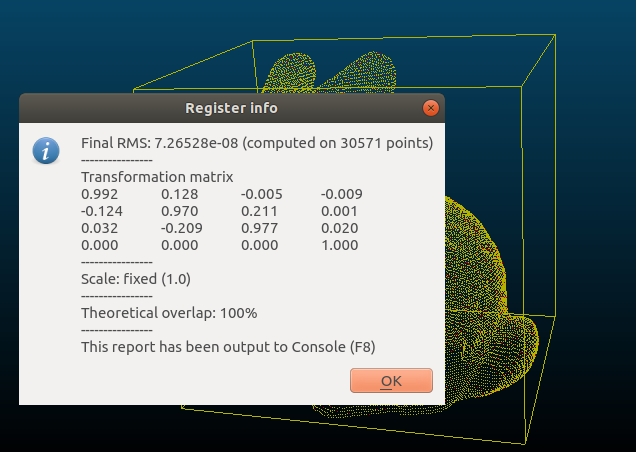 Register info
Final RMS: 7.26528e-08 (computed on 30571 points)
----------------
Transformation matrix
0.992 0.128 -0.005 -0.009
-0.124 0.970 0.211 0.001
0.032 -0.209 0.977 0.020
0.000 0.000 0.000 1.000
----------------
Scale: fixed (1.0)
----------------
Theoretical overlap: 100%
----------------
This report has been output to Console (F8)
OK